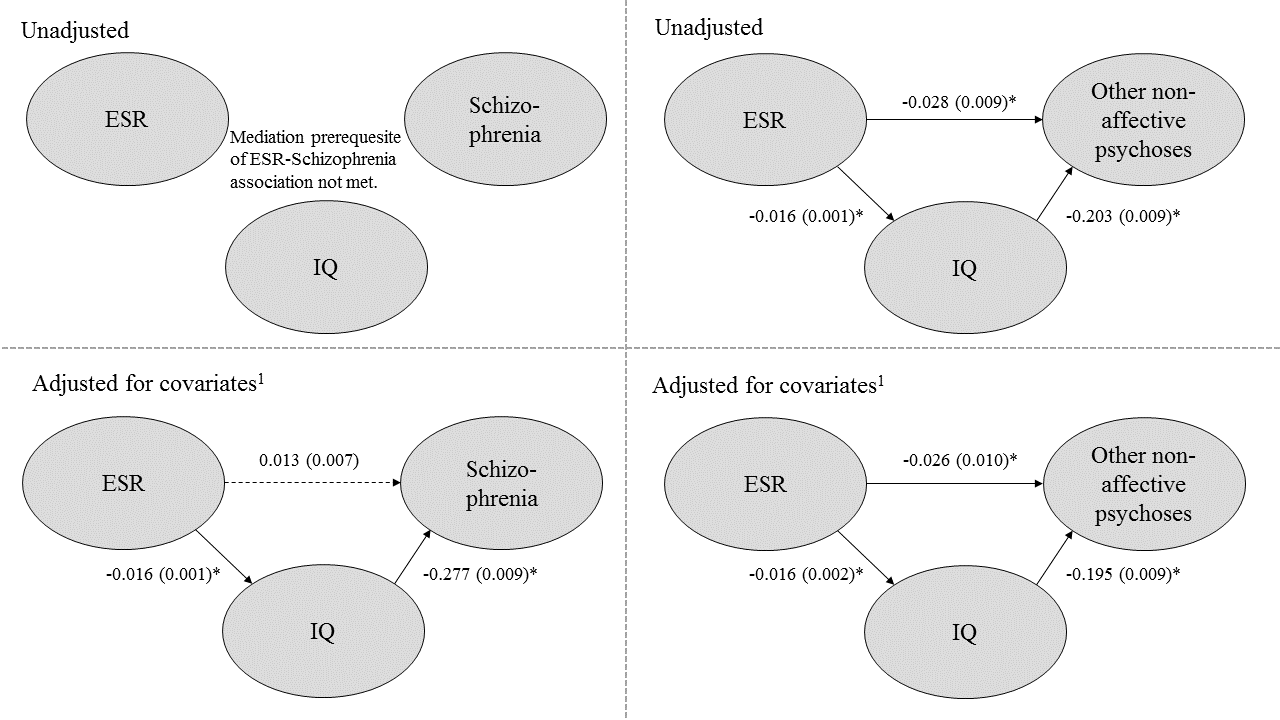 Unadjusted
ESR
Schizo-
phrenia
Mediation prerequesite
of ESR-Schizophrenia
association not met.
IQ
Unadjusted
ESR
-0.028 (0.009)*
Other non-
affective
psychoses
-0.016 (0.001)*
-0.203 (0.009)*
IQ
Adjusted for covariates¹
ESR
0.013 (0.007)
Schizo-
phrenia
-0.016 (0.001)*
-0.277 (0.009)*
IQ
Adjusted for covariates¹
ESR
-0.026 (0.010)*
Other non-
affective
psychoses
-0.016 (0.002)*
-0.195 (0.009)*
IQ